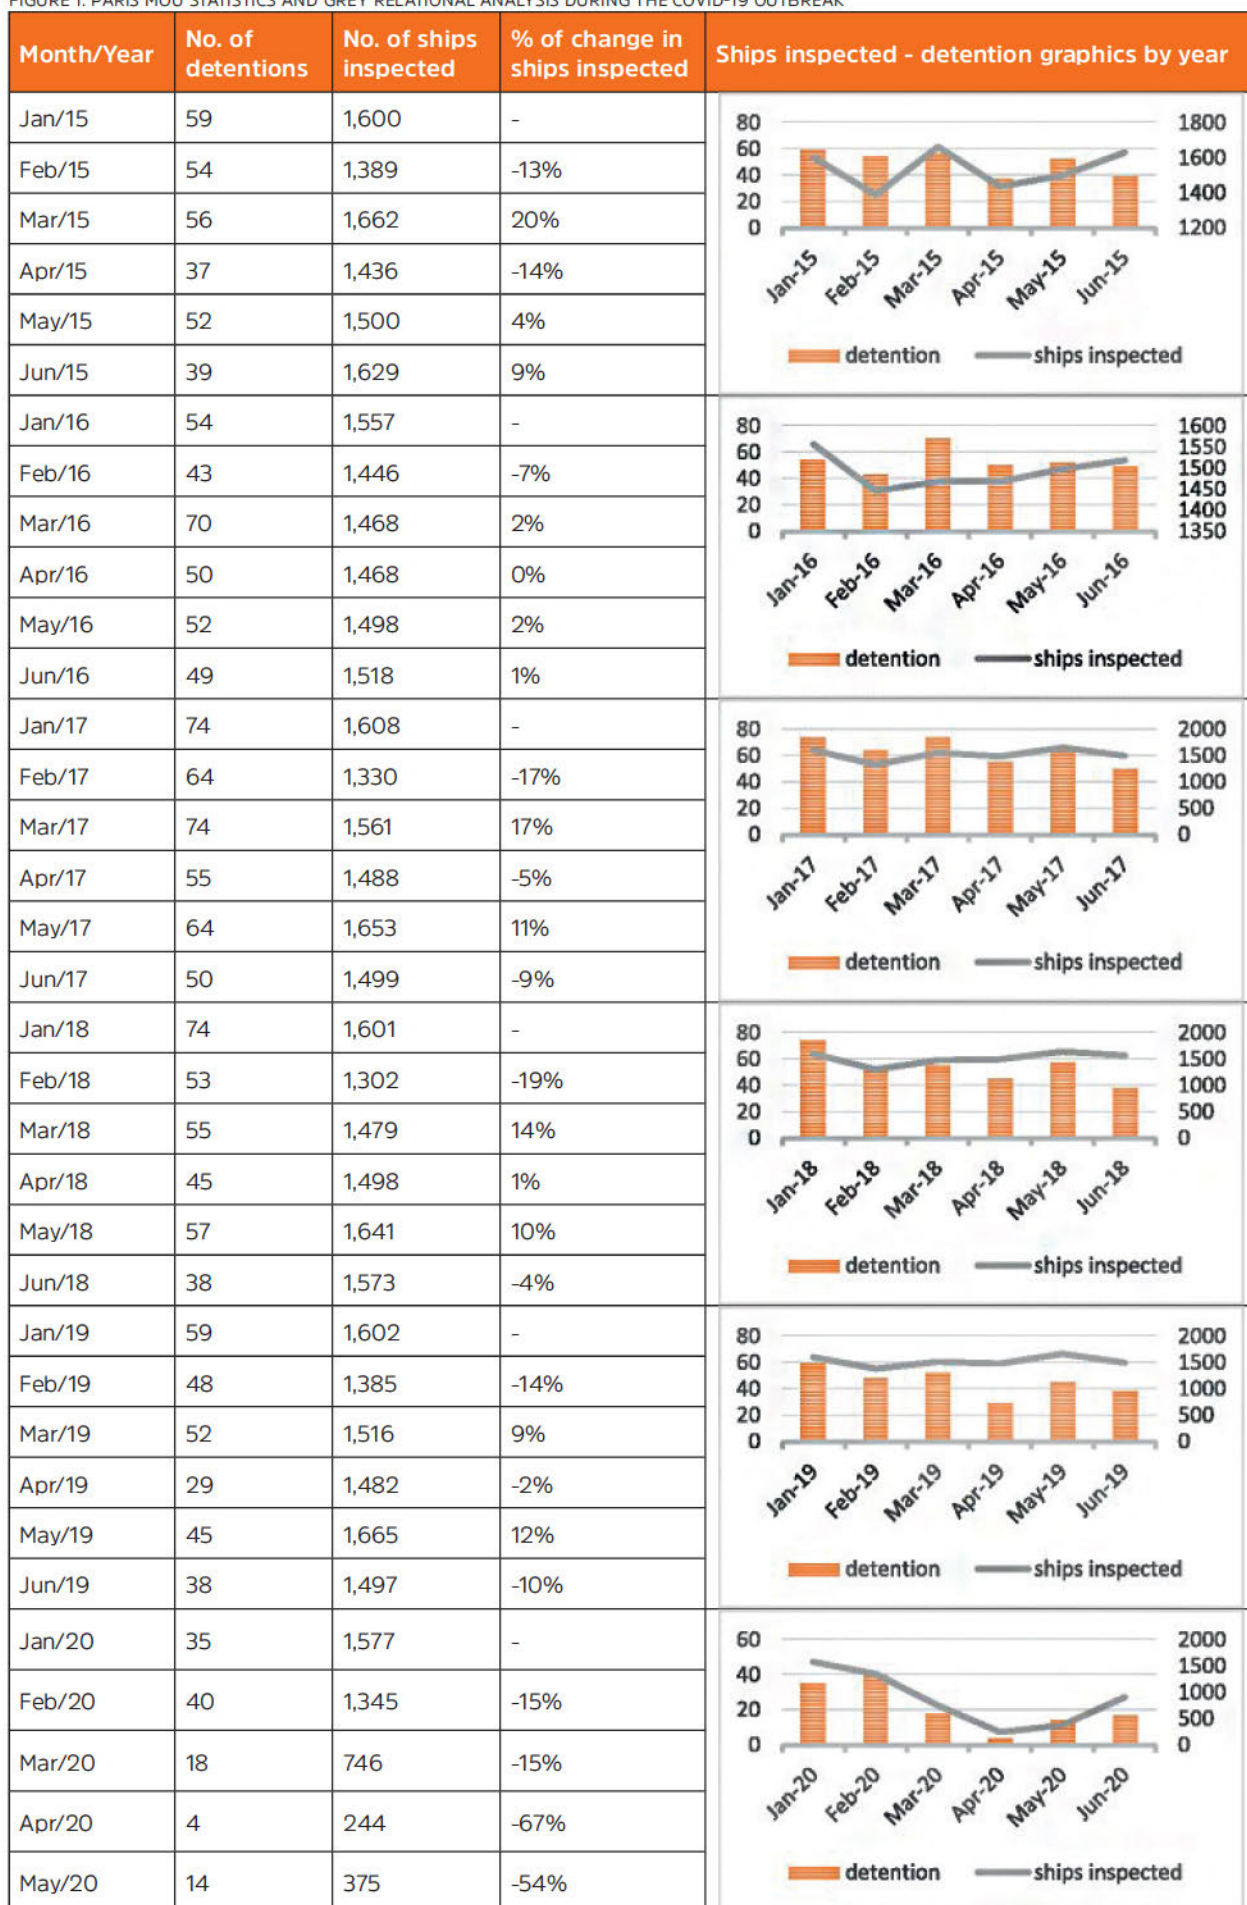 FIGURE 1. PARIS MOU STATISTICS AND GREY RELATIONAL ANALYSIS DURING THE COVID-19 OUTBREAK
Month/Year No. of detentions No. of ships inspected % of change in ships inspected Ships inspected - detention graphics by year
Jan/15 59 1,600 -
Feb/15 54 1,389 -13%
Mar/15 56 1,662 20%
Apr/15 37 1,436 -14%
May/15 52 1,500 4%
Jun/15 39 1,629 9%
80 1800
60 1600
40 1400
20
0 1200
Jan-15 Feb-15 Mar-15 Apr-15 May-15 Jun-15
detention ships inspected
Jan/16 54 1,557 -
Feb/16 43 1,446 -7%
Mar/16 70 1,468 2%
Apr/16 50 1,468 0%
May/16 52 1,498 2%
Jun/16 49 1,518 1%
80 1600
1550
60 1500
40 1450
20 1400
0 1350
Jan-16 Feb-16 Mar-16 Apr-16 May-16 Jun-16
detention ships inspected
Jan/17 74 1,608 -
Feb/17 64 1,330 -17%
Mar/17 74 1,561 17%
Apr/17 55 1,488 -5%
May/17 64 1,653 11%
Jun/17 50 1,499 -9%
80 2000
60 1500
40 1000
20 500
0 0
Jan-17 Feb-17 Mar-17 Apr-17 May-17 Jun-17
detention ships inspected
Jan/18 74 1,601 -
Feb/18 53 1,302 -19%
Mar/18 55 1,479 14%
Apr/18 45 1,498 1%
May/18 57 1,641 10%
Jun/18 38 1,573 -4%
80 2000
60 1500
40 1000
20 500
0 0
Jan-18 Feb-18 Mar-18 Apr-18 May-18 Jun-18
detention ships inspected
Jan/19 59 1,602 -
Feb/19 48 1,385 -14%
Mar/19 52 1,516 9%
Apr/19 29 1,482 -2%
May/19 45 1,665 12%
Jun/19 38 1,497 -10%
80 2000
60 1500
40 1000
20 500
0 0
Jan-19 Feb-19 Mar-19 Apr-19 May-19 Jun-19
detention ships inspected
Jan/20 35 1,577 -
Feb/20 40 1,345 -15%
Mar/20 18 746 -15%
Apr/20 4 244 -67%
May/20 14 375 -54%
60 2000
1500
40 1000
20 500
0 0
Jan-20 Feb-20 Mar-20 Apr-20 May-20 Jun-20
detention ships inspected